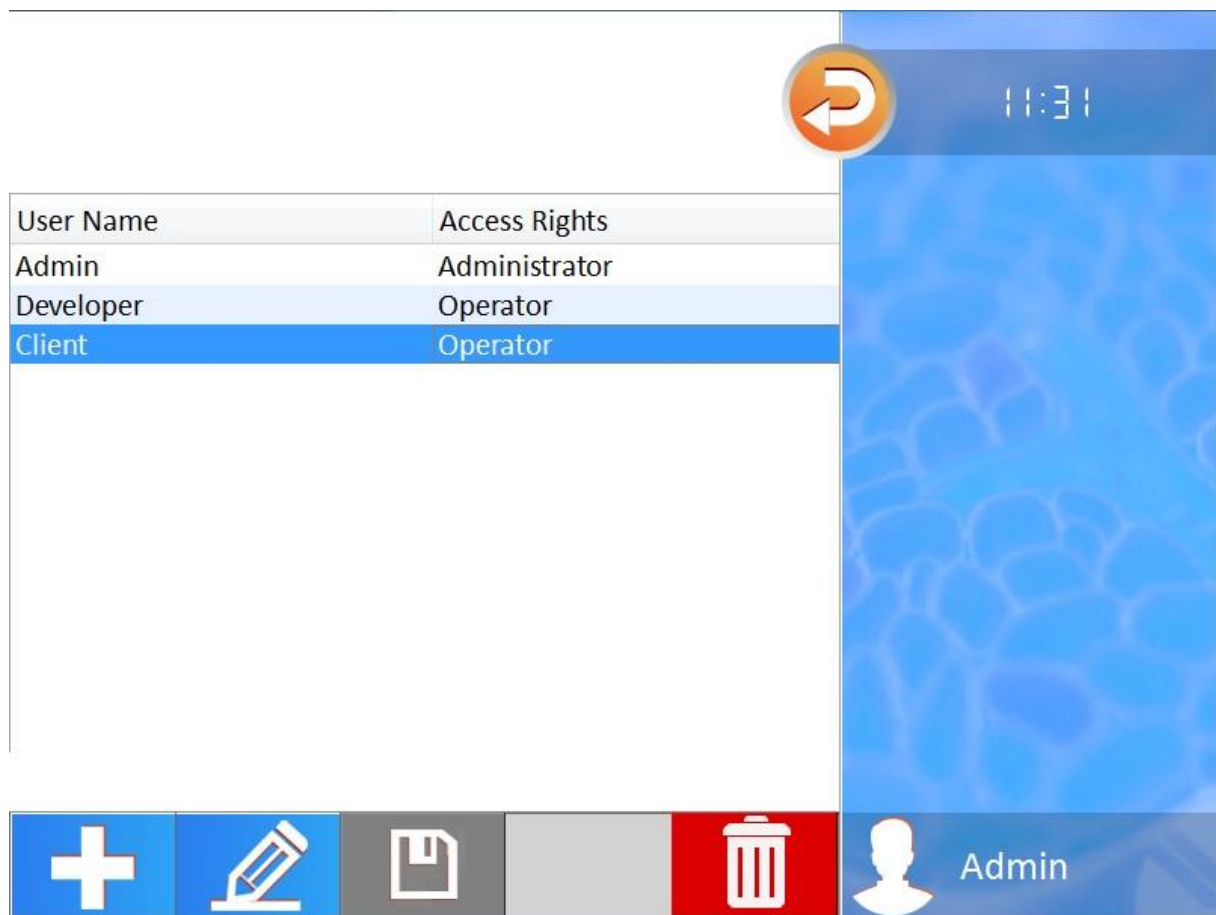 11:31
User Name Access Rights
Admin Administrator
Developer Operator
Client Operator
Admin